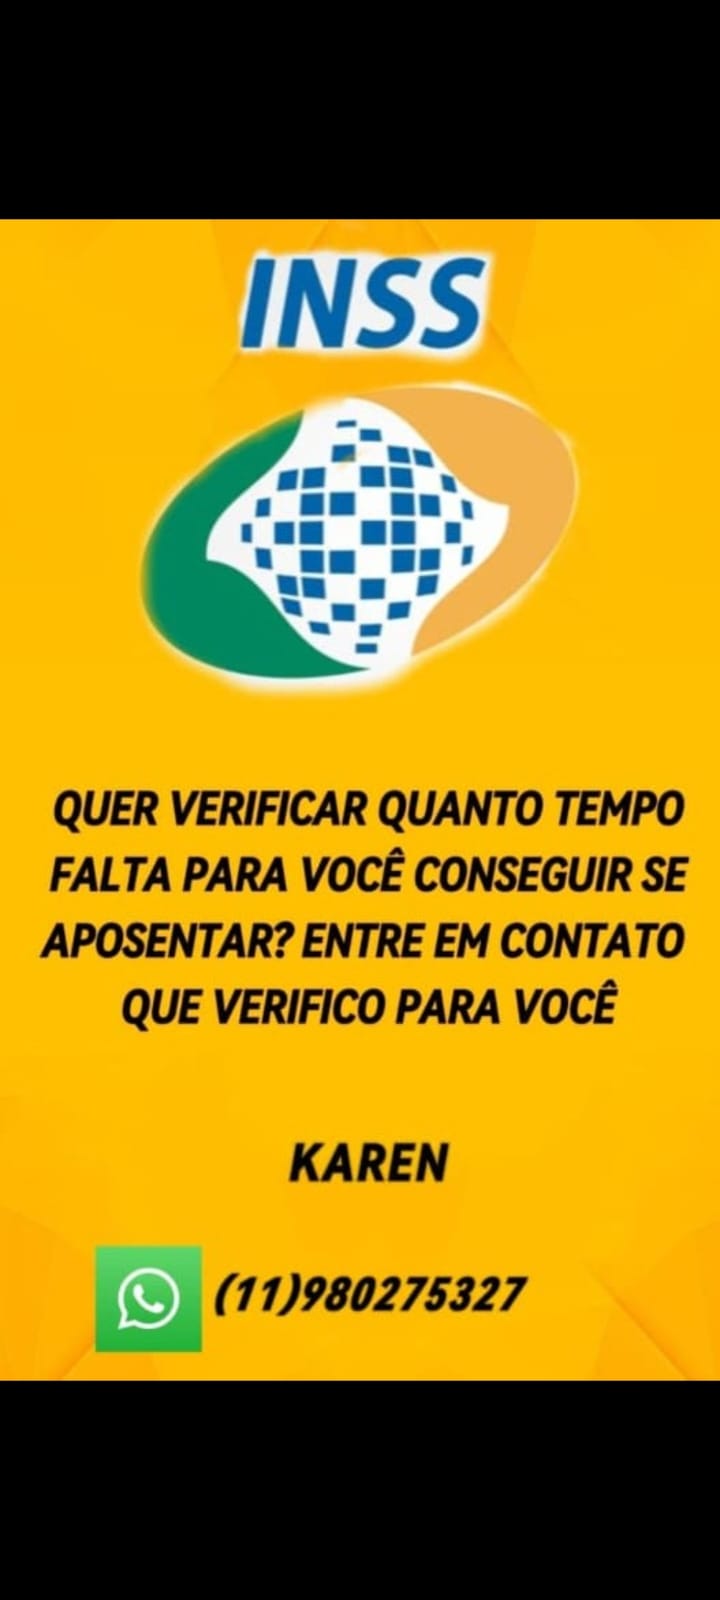 INSS
QUER VERIFICAR QUANTO TEMPO
FALTA PARA VOCÊ CONSEGUIR SE
APOSENTAR? ENTRE EM CONTATO
QUE VERIFICO PARA VOCÊ
KAREN
(11)980275327